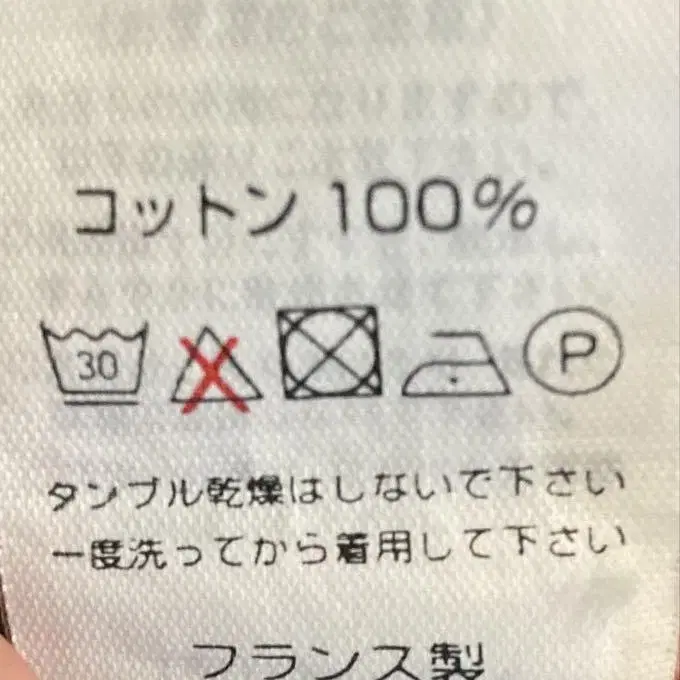 コットン 100%
30 P
タンブル乾燥はしないで下さい
一度洗ってから着用して下さい
フランス製